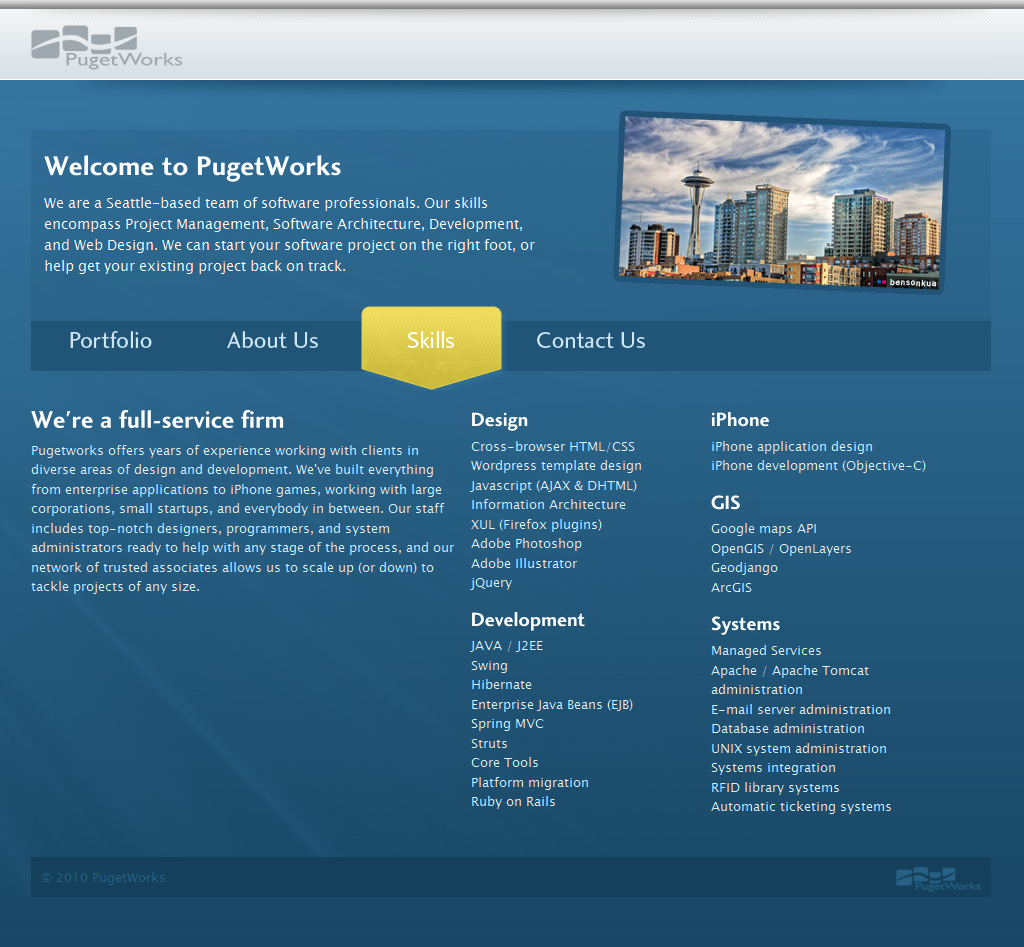 PugetWorks
Welcome to PugetWorks
We are a Seattle-based team of software professionals. Our skills
encompass Project Management, Software Architecture, Development,
and Web Design. We can start your software project on the right foot, or
help get your existing project back on track.
bensonkua
Portfolio
About Us
Skills
Contact Us
We're a full-service firm
Pugetworks offers years of experience working with clients in
diverse areas of design and development. We've built everything
from enterprise applications to iPhone games, working with large
corporations, small startups, and everybody in between. Our staff
includes top-notch designers, programmers, and system
administrators ready to help with any stage of the process, and our
network of trusted associates allows us to scale up (or down) to
tackle projects of any size.
Design
Cross-browser HTML/CSS
Wordpress template design
Javascript (AJAX & DHTML)
Information Architecture
XUL (Firefox plugins)
Adobe Photoshop
Adobe Illustrator
jQuery
Development
JAVA / J2EE
Swing
Hibernate
Enterprise Java Beans (EJB)
Spring MVC
Struts
Core Tools
Platform migration
Ruby on Rails
iPhone
iPhone application design
iPhone development (Objective-C)
GIS
Google maps API
OpenGIS / OpenLayers
Geodjango
ArcGIS
Systems
Managed Services
Apache / Apache Tomcat
administration
E-mail server administration
Database administration
UNIX system administration
Systems integration
RFID library systems
Automatic ticketing systems
© 2010 PugetWorks
PugetWorks